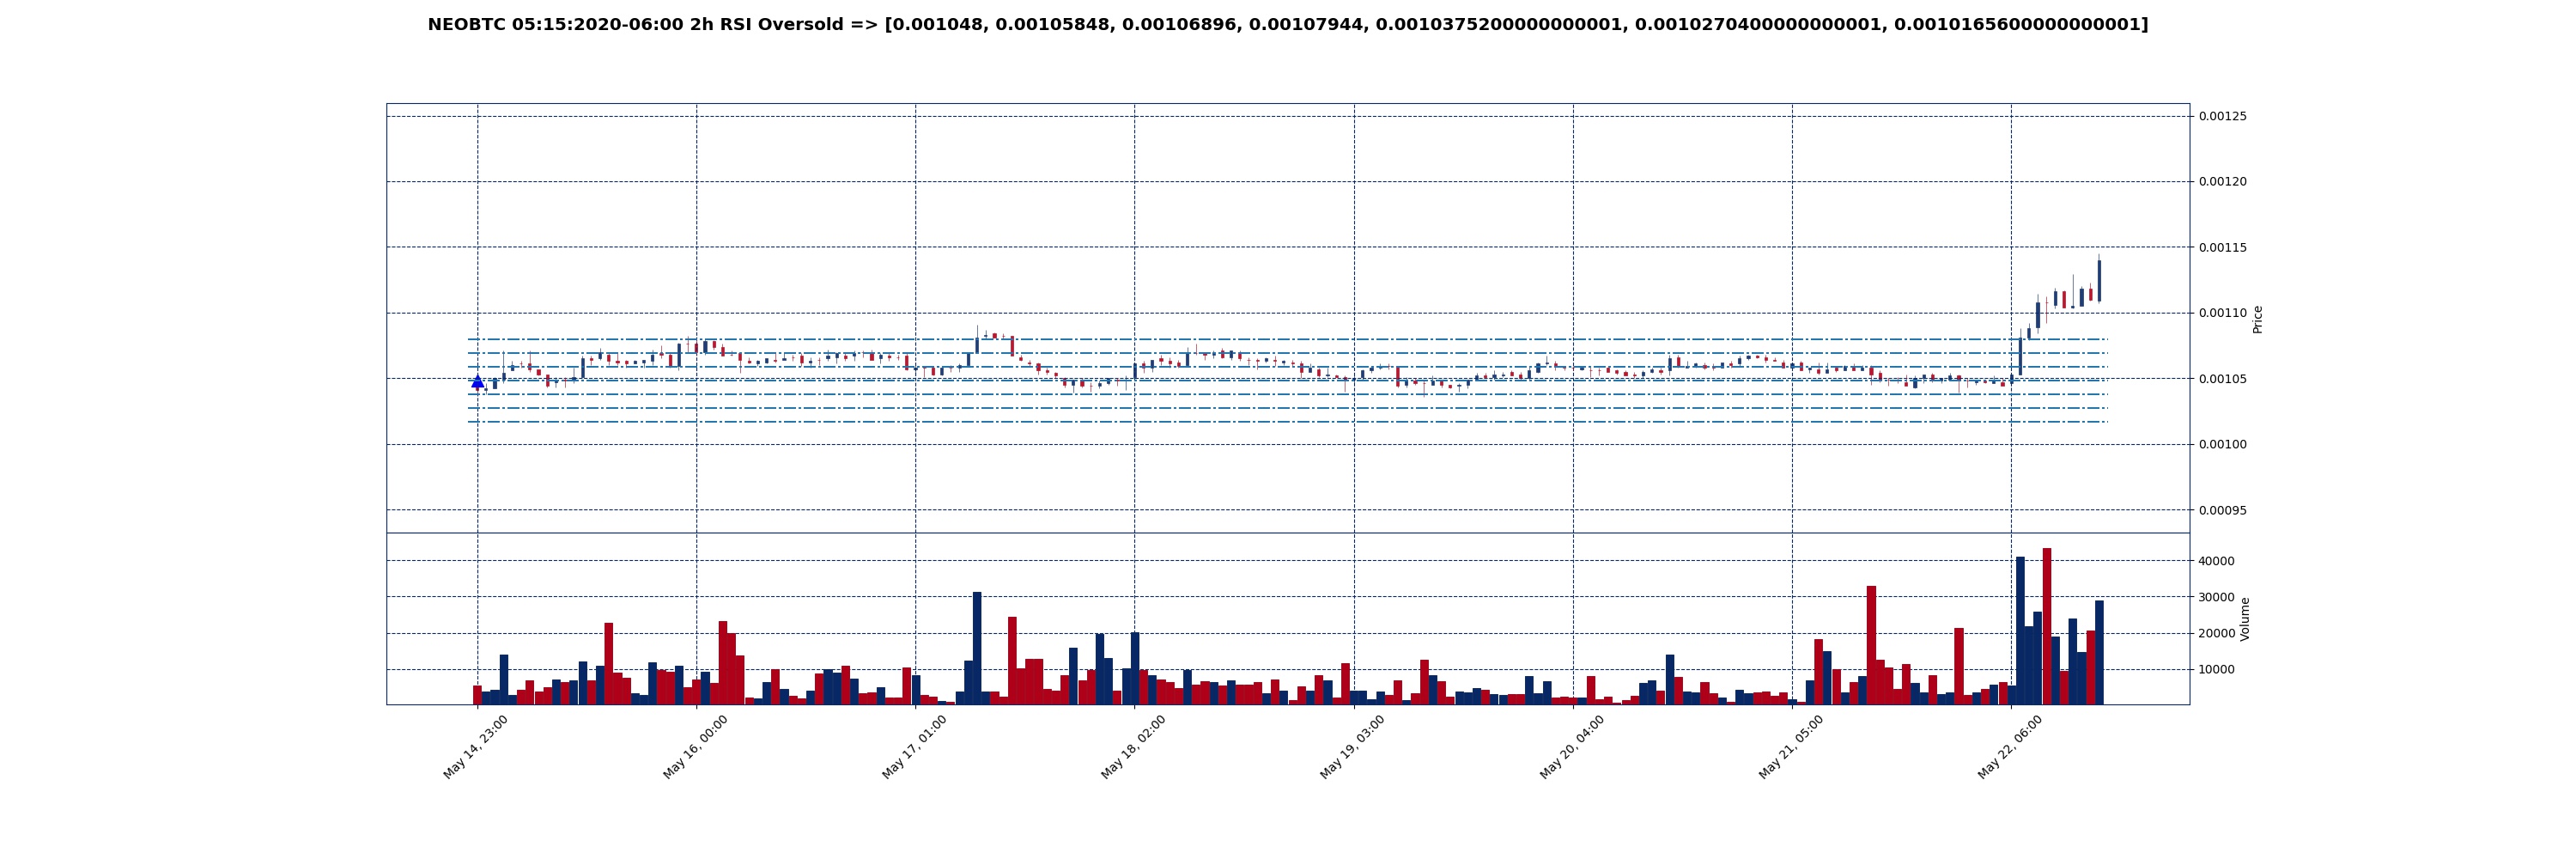 NEOBTC 05:15:2020-06:00 2h RSI Oversold => [0.001048, 0.00105848, 0.00106896, 0.00107944, 0.0010375200000000001, 0.0010270400000000001, 0.0010165600000000001]
0.00125
0.00120
0.00115
0.00110
0.00105
0.00100
0.00095
Price
40000
30000
20000
10000
Volume
May 14, 23:00
May 16, 00:00
May 17, 01:00
May 18, 02:00
May 19, 03:00
May 20, 04:00
May 21, 05:00
May 22, 06:00